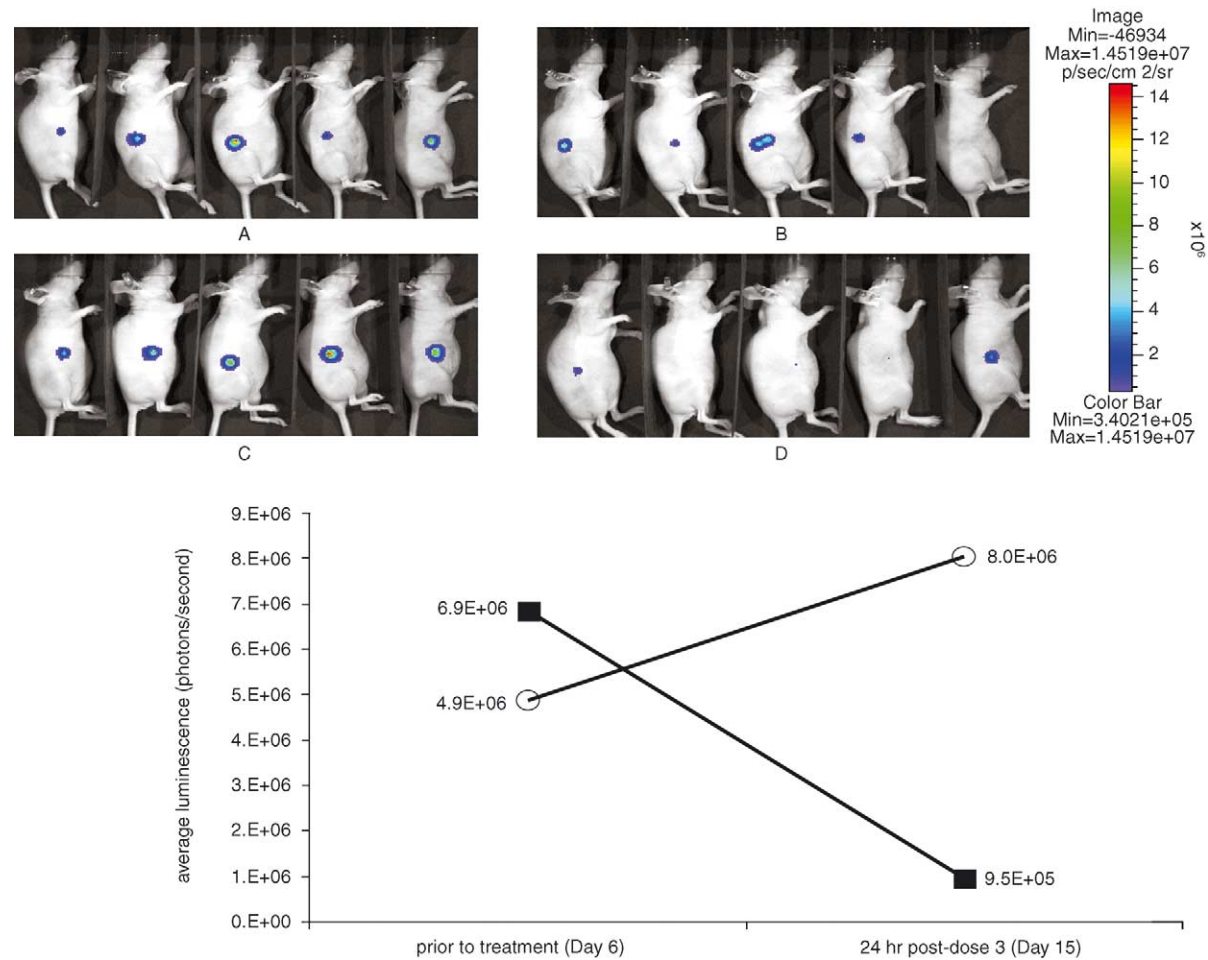 Image
Min=-46934
Max=1.4519e+07
p/sec/cm 2/sr
14
12
10
8
6
4
2
x10⁶
Color Bar
Min=3.4021e+05
Max=1.4519e+07
A
B
C
D
average luminescence (photons/second)
9.E+06
8.E+06
7.E+06
6.E+06
5.E+06
4.E+06
3.E+06
2.E+06
1.E+06
0.E+00
6.9E+06
4.9E+06
8.0E+06
9.5E+05
prior to treatment (Day 6)
24 hr post-dose 3 (Day 15)